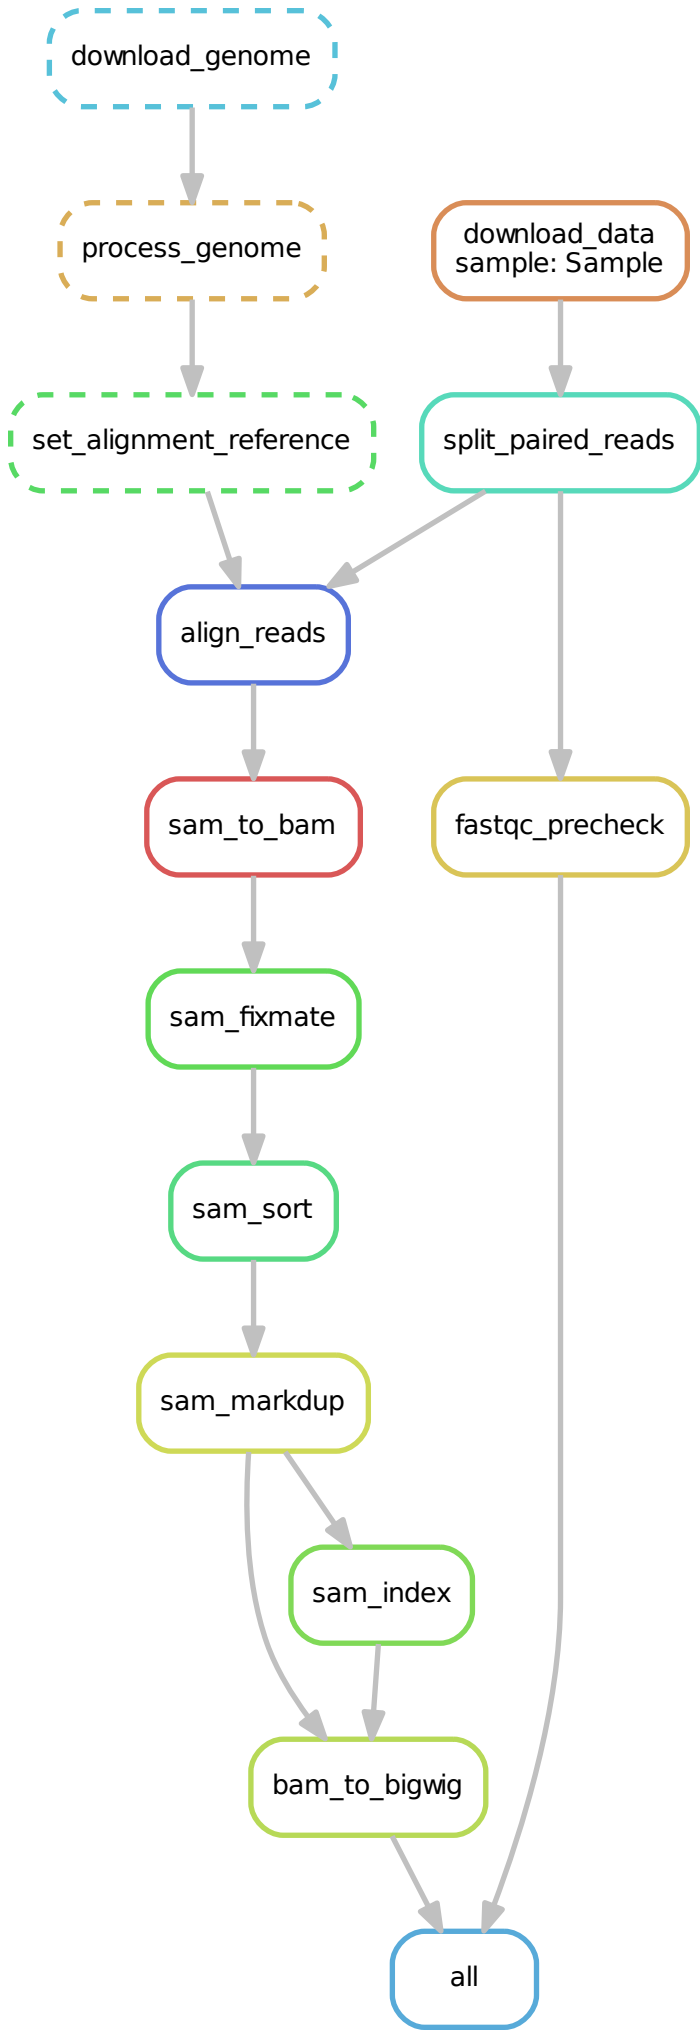 download_genome
process_genome
download_data
sample: Sample
set_alignment_reference
split_paired_reads
align_reads
sam_to_bam
fastqc_precheck
sam_fixmate
sam_sort
sam_markdup
sam_index
bam_to_bigwig
all